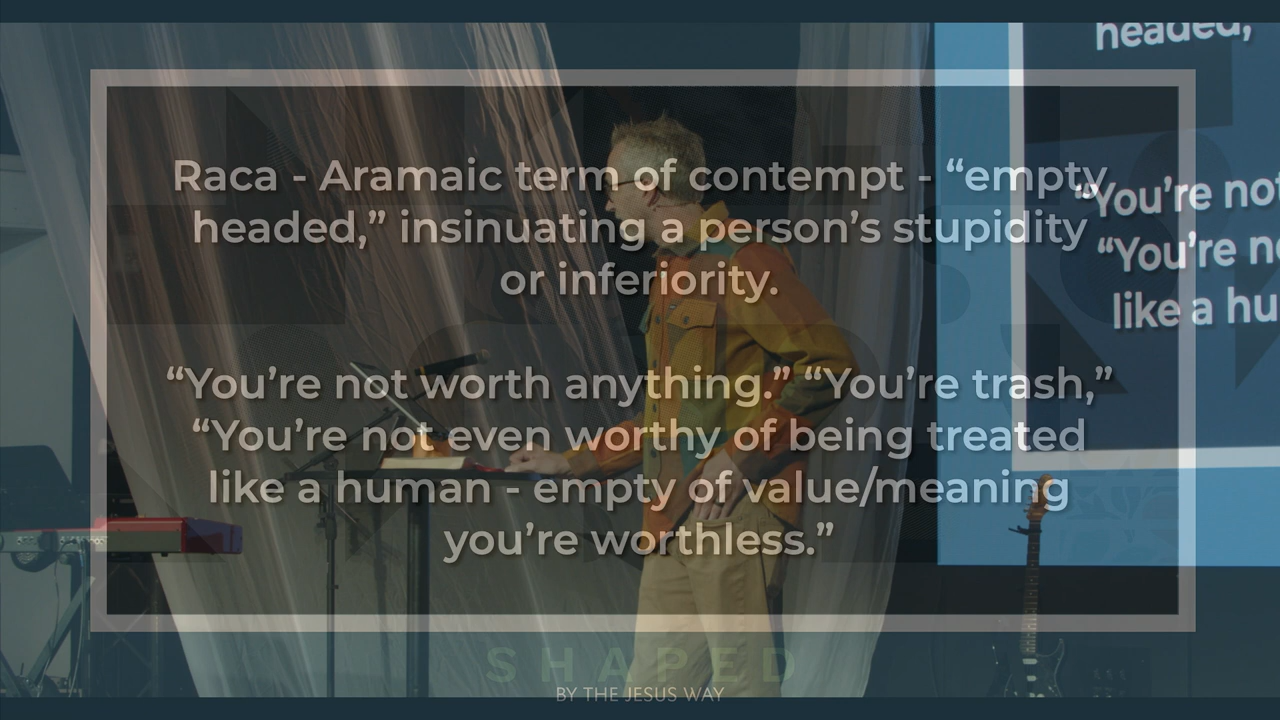 Raca - Aramaic term of contempt - “empty
headed,” insinuating a person’s stupidity
or inferiority.
“You’re not worth anything.” “You’re trash,”
“You’re not even worthy of being treated
like a human - empty of value/meaning
you’re worthless.”
headed,
“You’re not
“You’re
like a hu
SHAPED
BY THE JESUS WAY